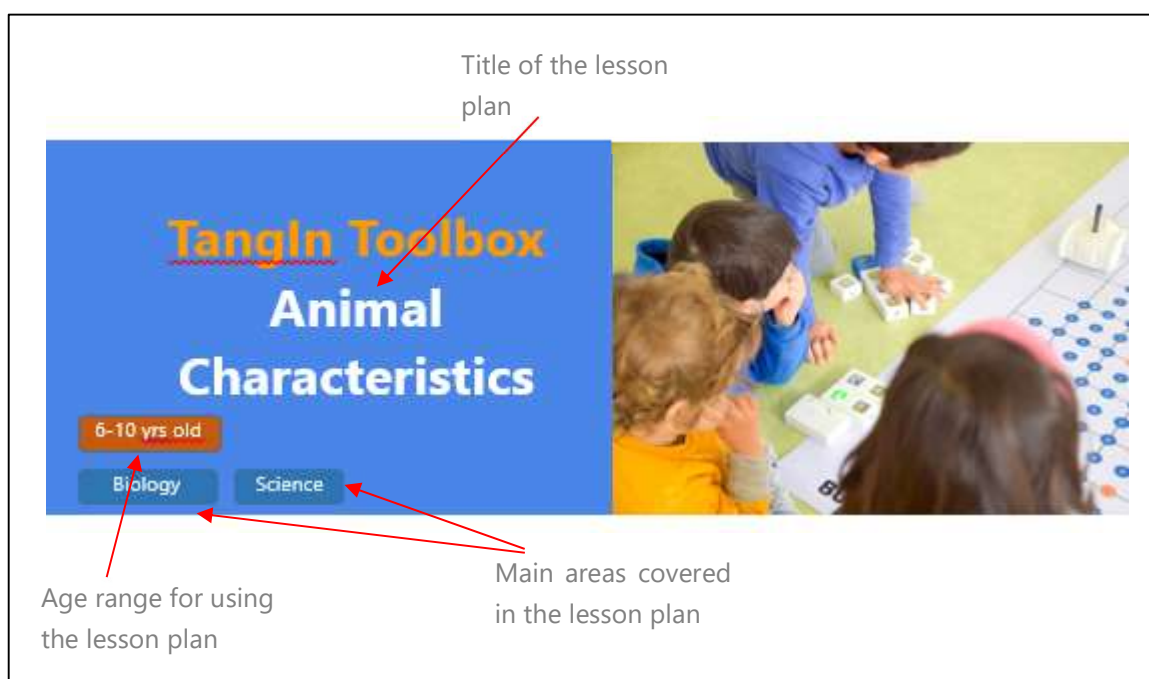 Title of the lesson
plan
TangIn Toolbox
Animal
Characteristics
6-10 yrs old
Biology
Science
Age range for using
the lesson plan
Main areas covered
in the lesson plan